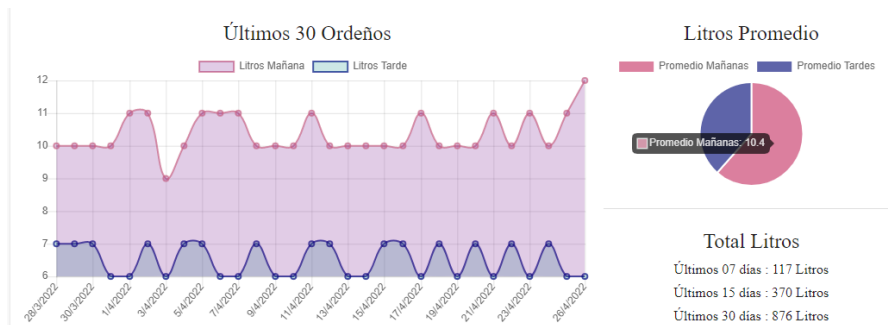 Últimos 30 Ordeños
Litros Mañana
Litros Tarde
12
11
10
9
8
7
6
28/3/2022
30/3/2022
1/4/2022
3/4/2022
5/4/2022
7/4/2022
9/4/2022
11/4/2022
13/4/2022
15/4/2022
17/4/2022
19/4/2022
21/4/2022
23/4/2022
26/4/2022
Litros Promedio
Promedio Mañanas
Promedio Tardes
Promedio Mañanas: 10.4
Total Litros
Últimos 07 días : 117 Litros
Últimos 15 días : 370 Litros
Últimos 30 días : 876 Litros